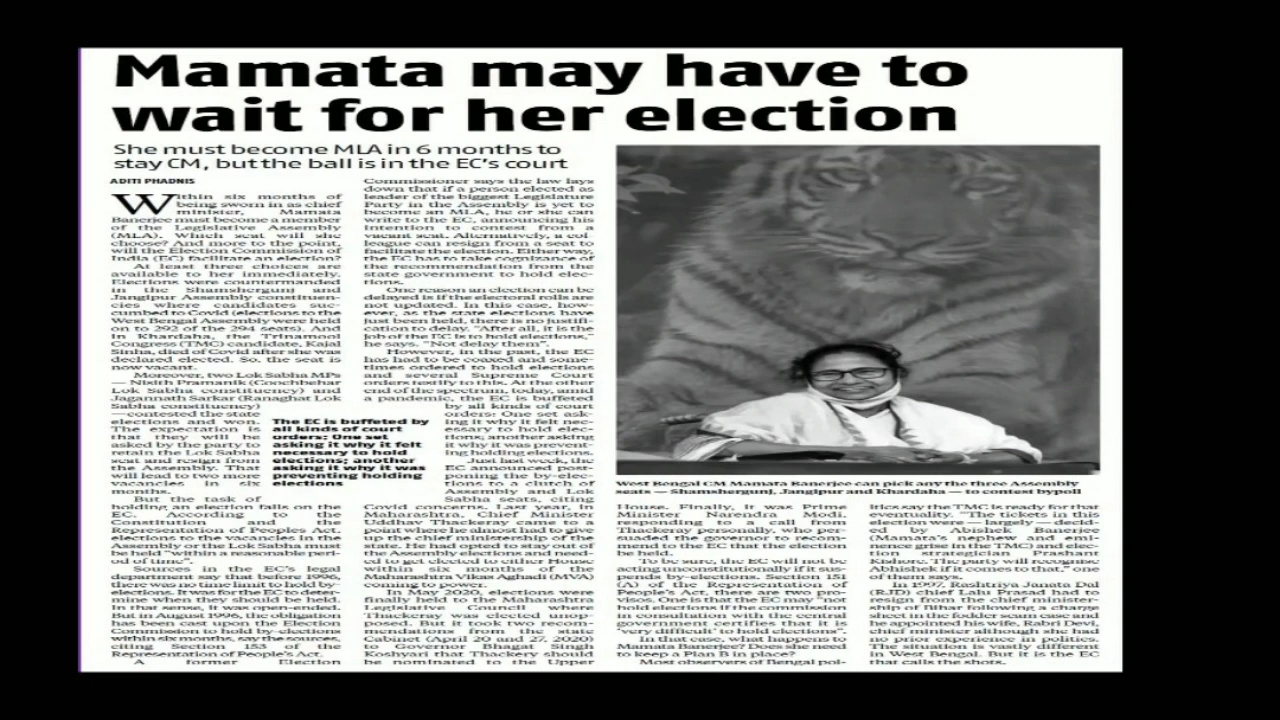 Mamata may have to
wait for her election
She must become MLA in 6 months to
stay CM, but the ball is in the EC's court
ADITI PHADNIS
Within six months of
being sworn in as chief
minister, Mamata
Banerjee must become a member
of the Legislative Assembly
(MLA). Which seat will she
choose? And more to the point,
will the Election Commission of
India (EC) facilitate an election?
At least three choices are
available to her immediately.
Elections were countermanded
in the Shamshergunj and
Jangipur Assembly constituen-
cies where candidates suc-
cumbed to Covid (elections to the
West Bengal Assembly were held
on to 292 of the 294 seats). And
in Khardaha, the Trinamool
Congress (TMC) candidate, Kajal
Sinha, died of Covid after she was
declared elected. So, the seat is
now vacant.
Moreover, two Lok Sabha MPs
— Nisith Pramanik (Coochbehar
Lok Sabha constituency) and
Jagannath Sarkar (Ranaghat Lok
Sabha constituency)
—contested the state
elections and won.
The expectation is
that they will be
asked by the party to
retain the Lok Sabha
seat and resign from
the Assembly. That
will lead to two more
vacancies in six
months.
But the task of
holding an election falls on the
EC. According to the
Constitution and the
Representation of Peoples Act,
elections to the vacancies in the
Assembly or the Lok Sabha must
be held "within a reasonable peri-
od of time".
Sources in the EC's legal
department say that before 1996,
there was no time limit to hold by-
elections. It was for the EC to deter-
mine when they should be held.
In that sense, it was open-ended.
But in August 1996, the obligation
has been cast upon the Election
Commission to hold by-elections
within six months, say the sources,
citing Section 153 of the
Representation of People's Act.
A former Election
Commissioner says the law lays
down that if a person elected as
leader of the biggest Legislature
Party in the Assembly is yet to
become an MLA, he or she can
write to the EC, announcing his
intention to contest from a
vacant seat. Alternatively, a col-
league can resign from a seat to
facilitate the election. Either way,
the EC has to take cognizance of
the recommendation from the
state government to hold elec-
tions.
One reason an election can be
delayed is if the electoral rolls are
not updated. In this case, how-
ever, as the state elections have
just been held, there is no justifi-
cation to delay. "After all, it is the
job of the EC is to hold elections,"
he says. "Not delay them".
However, in the past, the EC
has had to be coaxed and some-
times ordered to hold elections
and several Supreme Court
orders testify to this. At the other
end of the spectrum, today, amid
a pandemic, the EC is buffeted
by all kinds of court
orders: One set ask-
ing it why it felt nec-
essary to hold elec-
tions; another asking
it why it was prevent-
ing holding elections.
Just last week, the
EC announced post-
poning the by-elec-
tions to a clutch of
Assembly and Lok
Sabha seats, citing
Covid concerns. Last year, in
Maharashtra, Chief Minister
Uddhav Thackeray came to a
point where he almost had to give
up the chief ministership of the
state. He had opted to stay out of
the Assembly elections and need-
ed to get elected to either House
within six months of the
Maharashtra Vikas Aghadi (MVA)
coming to power.
In May 2020, elections were
finally held to the Maharashtra
Legislative Council where
Thackeray was elected unop-
posed. But it took two recom-
mendations from the state
Cabinet (April 20 and 27, 2020)
to Governor Bhagat Singh
Koshyari that Thackery should
be nominated to the Upper
The EC is buffeted by
all kinds of court
orders: One set
asking it why it felt
necessary to hold
elections; another
asking it why it was
preventing holding
elections
West Bengal CM Mamata Banerjee can pick any the three Assembly
seats — Shamshergunj, Jangipur and Khardaha — to contest bypoll
House. Finally, it was Prime
Minister Narendra Modi,
responding to a call from
Thackeray personally, who per-
suaded the governor to recom-
mend to the EC that the election
be held.
To be sure, the EC will not be
acting unconstitutionally if it sus-
pends by-elections. Section 151
(A) of the Representation of
People's Act, there are two pro-
visos. One is that the EC may "not
hold elections if the commission
in consultation with the central
government certifies that it is
"very difficult" to hold elections".
In that case, what happens to
Mamata Banerjee? Does she need
to keep a Plan B in place?
Most observers of Bengal pol-
itics say the TMC is ready for that
eventuality. "The tickets in this
election were — largely — decid-
ed by Abishek Banerjee
(Mamata's nephew and emi-
nence grise in the TMC) and elec-
tion strategician Prashant
Kishore. The party will recognise
Abhishek if it comes to that," one
of them says.
In 1997, Rashtriya Janata Dal
(RJD) chief Lalu Prasad had to
resign from the chief minister-
ship of Bihar following a charge
sheet in the fodder scam case and
he appointed his wife, Rabri Devi,
chief minister although she had
no prior experience in politics.
The situation is vastly different
in West Bengal. But it is the EC
that calls the shots.